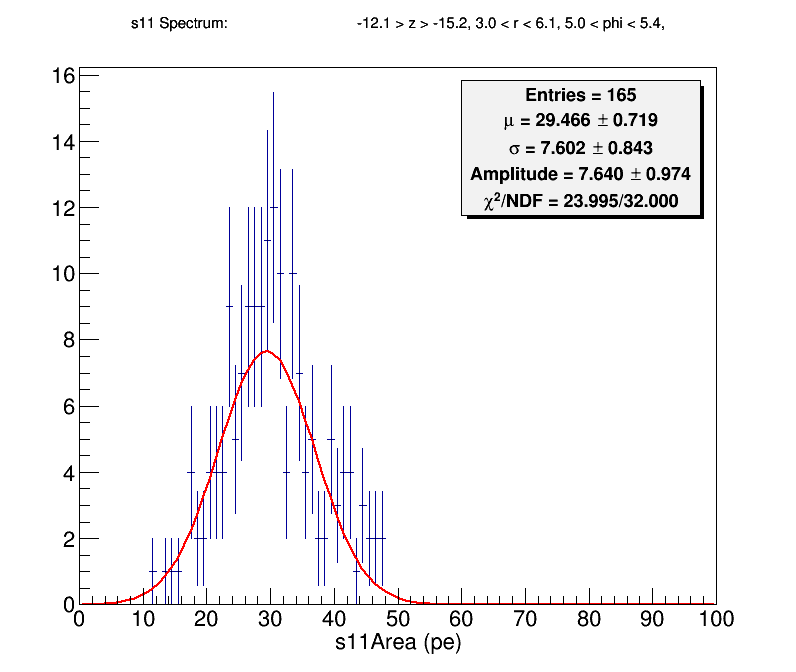 s11 Spectrum: -12.1 > z > -15.2, 3.0 < r < 6.1, 5.0 < phi < 5.4,
Entries = 165
μ = 29.466 ± 0.719
σ = 7.602 ± 0.843
Amplitude = 7.640 ± 0.974
χ²/NDF = 23.995/32.000
16
14
12
10
8
6
4
2
0
0 10 20 30 40 50 60 70 80 90 100
s11Area (pe)